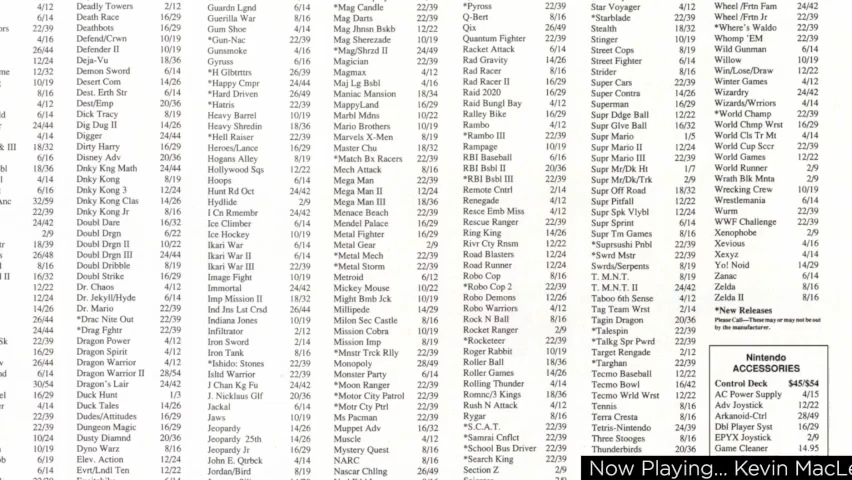 4/12
6/14
ors 22/39
4/16
26/44
12/24
me 12/32
10/19
8/16
4/12
d 6/14
r 24/44
4/14
& III 18/32
6/16
bl 18/36
4/14
6/16
Anc 32/59
22/39
24/42
2/9
tr 18/39
s 26/48
l 8/16
l II 16/32
12/22
12/24
14/26
22/39
24/44
Sk 22/39
16/29
v 26/44
nd 6/14
30/54
el 16/29
er 4/14
22/39
22/39
10/24
n 10/19
b 6/19
6/14
Deadly Towers 2/12
Death Race 16/29
Deathbots 16/29
Defend/Crwn 10/19
Defender II 10/19
Deja-Vu 18/36
Demon Sword 6/14
Desert Com 14/26
Dest. Erth Str 6/14
Dest/Emp 20/36
Dick Tracy 8/19
Dig Dug II 14/26
Digger 24/44
Dirty Harry 16/29
Disney Adv 20/36
Dnky Kng Math 24/44
Donkey Kong 8/19
Donkey Kong 3 12/24
Donkey Kong Clas 14/26
Donkey Kong Jr 8/16
Doubl Dare 16/32
Doubl Drgn 6/22
Doubl Drgn II 10/22
Doubl Drgn III 24/44
Doubl Dribble 8/19
Doubl Strike 16/29
Dr. Chaos 4/12
Dr. Jeckyl/Hyde 6/14
Dr. Mario 22/39
*Drac Nite Out 22/39
*Drag Fghtr 22/39
Dragon Power 4/12
Dragon Spirit 4/12
Dragon Warrior 4/12
Dragon Warrior II 28/54
Dragon's Lair 24/42
Duck Hunt 1/3
Duck Tales 14/26
Dudes/Attitudes 16/29
Dungeon Magic 16/29
Dusty Diamnd 20/36
Dyno Warz 8/16
Elev. Action 12/24
Evrt/Lndl Ten 12/22
Guardn Lgnd 6/14
Guerilla War 8/16
Gum Shoe 4/14
*Gun-Nac 22/39
Gunsmoke 4/16
Gyruss 6/16
*H Glbtrttrs 26/39
*Happy Cmpr 24/44
*Hard Driven 26/49
*Hatris 22/39
Heavy Barrel 10/19
Heavy Shredin 18/36
*Hell Raiser 22/39
Heroes/Lance 16/29
Hogans Alley 8/19
Hollywood Sqs 12/22
Hoops 6/14
Hunt Rd Oct 24/42
Hydlide 2/9
I Cn Rmembr 24/42
Ice Climber 6/14
Ice Hockey 10/19
Ikari War 6/14
Ikari War II 6/14
Ikari War III 22/39
Image Fight 10/19
Immortal 24/42
Imp Mission II 18/32
Ind Jns Lst Crsd 26/44
Indiana Jones 10/19
Infiltrator 2/12
Iron Sword 2/14
Iron Tank 8/16
*Ishido: Stones 22/39
Isltd Warrior 22/39
J Chan Kg Fu 24/42
J. Nicklaus Glf 20/36
Jackal 6/14
Jaws 10/19
Jeopardy 14/26
Jeopardy 25th 14/26
Jeopardy Jr 16/29
John E. Qtrbck 4/14
Jordan/Bird 8/19
*Mag Candle 22/39
Mag Darts 22/39
Mag Jhnsn Bskb 12/22
Mag Sherezade 10/19
*Mag/Shrzd II 24/49
Magician 22/39
Magmax 4/12
Maj Lg Bsbl 4/16
Maniac Mansion 18/34
MappyLand 16/29
Marbl Mdns 10/22
Mario Brothers 10/19
Marvels X-Men 8/19
Master Chu 18/32
*Match Bx Racers 22/39
Mech Attack 8/16
Mega Man 22/39
Mega Man II 12/24
Mega Man III 18/36
Menace Beach 22/39
Mendel Palace 16/29
Metal Fighter 16/29
Metal Gear 2/9
*Metal Mech 22/39
*Metal Storm 22/39
Metroid 6/12
Mickey Mouse 10/22
Might Bmb Jck 10/19
Millipede 14/29
Milon Sec Castle 8/16
Mission Cobra 10/19
Mission Imp 8/19
*Mnstr Trck Rlly 22/39
Monopoly 28/49
Monster Party 6/14
*Moon Ranger 22/39
*Motor City Patrol 22/39
*Motr Cty Ptrl 22/39
Ms Pacman 22/39
Muppet Adv 16/32
Muscle 4/12
Mystery Quest 8/16
NARC 8/16
Nascar Chllng 26/49
*Pyross 22/39
Q-Bert 8/16
Qix 26/49
Quantum Fighter 22/39
Racket Attack 6/14
Rad Gravity 14/26
Rad Racer 8/16
Rad Racer II 16/29
Raid 2020 16/29
Raid Bungl Bay 4/12
Ralley Bike 16/29
Rambo 4/12
*Rambo III 22/39
Rampage 10/19
RBI Baseball 6/16
RBI Bsbl II 20/36
*RBI Bsbl III 22/39
Remote Cntrl 2/14
Renegade 4/12
Resce Emb Miss 4/12
Rescue Ranger 22/39
Ring King 14/26
Rivr Cty Rnsm 12/22
Road Blasters 12/24
Road Runner 12/24
Robo Cop 8/16
*Robo Cop 2 22/39
Robo Demons 12/26
Robo Warriors 4/12
Rock N Ball 8/16
Rocket Ranger 2/9
*Rocketeer 22/39
Roger Rabbit 10/19
Roller Ball 18/36
Roller Games 14/26
Rolling Thunder 4/14
Romnc/3 Kings 18/36
Rush N Attack 4/12
Rygar 8/16
*S.C.A.T. 22/39
*Samrai Cnflct 22/39
*School Bus Driver 22/39
*Search King 22/39
Section Z 2/9
Star Voyager 4/12
*Starblade 22/39
Stealth 18/32
Stinger 10/19
Street Cops 8/19
Street Fighter 6/14
Strider 8/16
Super Cars 22/39
Super Contra 14/26
Superman 16/29
Supr Ddge Ball 12/22
Supr Glve Ball 16/32
Supr Mario 1/5
Supr Mario II 12/24
Supr Mario III 22/39
Supr Mr/Dk Ht 1/7
Supr Mr/Dk/Trk 2/9
Supr Off Road 18/32
Supr Pitfall 12/22
Supr Spk Vlybl 12/24
Supr Sprint 6/14
Supr Tm Games 8/16
*Suprsushi Pnbl 22/39
*Swrd Mstr 22/39
Swrds/Serpents 8/19
T. M.N.T. 8/19
T. M.N.T. II 24/42
Taboo 6th Sense 4/12
Tag Team Wrst 2/14
Tagin Dragon 20/36
*Talespin 22/39
*Talkg Spr Pwrd 22/39
Target Rengade 2/12
*Targhan 22/39
Tecmo Baseball 12/22
Tecmo Bowl 16/42
Tecmo Wrld Wrst 12/22
Tennis 8/16
Terra Cresta 8/16
Tetris-Nintendo 24/39
Three Stooges 8/16
Thunderbirds 20/36
Wheel /Frtn Fam 24/42
Wheel /Frtn Jr 22/39
*Where's Waldo 22/39
Whomp 'EM 22/39
Wild Gunman 6/14
Willow 10/19
Win/Lose/Draw 12/22
Winter Games 4/12
Wizardry 24/42
Wizards/Wrriors 4/14
*World Champ 22/39
World Chmp Wrst 16/29
World Cls Tr Mt 4/14
World Cup Sccr 22/39
World Games 12/22
World Runner 2/9
Wrath Blk Mnta 2/9
Wrecking Crew 10/19
Wrestlemania 6/14
Wurm 22/39
WWF Challenge 22/39
Xenophobe 2/9
Xevious 4/16
Xexyz 4/14
Yo! Noid 14/29
Zanac 6/14
Zelda 8/16
Zelda II 8/16
*New Releases
Please Call—These may or may not be out
by the manufacturer.
Nintendo
ACCESSORIES
Control Deck $45/$54
AC Power Supply 4/15
Adv Joystick 12/22
Arkanoid-Ctrl 28/49
Dbl Player Syst 16/29
EPYX Joystick 2/9
Game Cleaner 14.95
Now Playing... Kevin MacLe